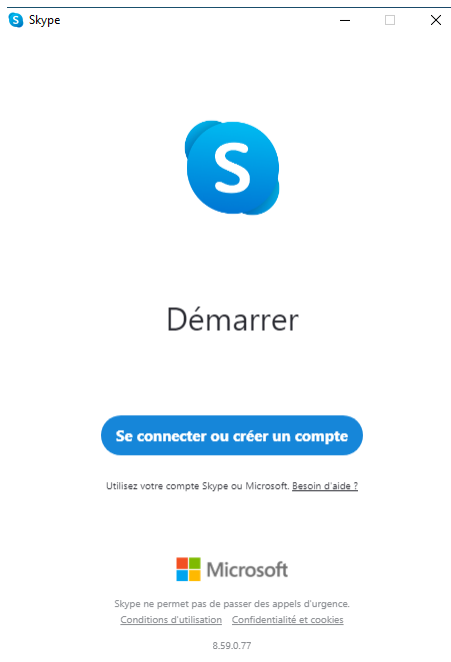 Skype
Démarrer
Se connecter ou créer un compte
Utilisez votre compte Skype ou Microsoft. Besoin d'aide ?
Microsoft
Skype ne permet pas de passer des appels d'urgence.
Conditions d'utilisation Confidentialité et cookies
8.59.0.77